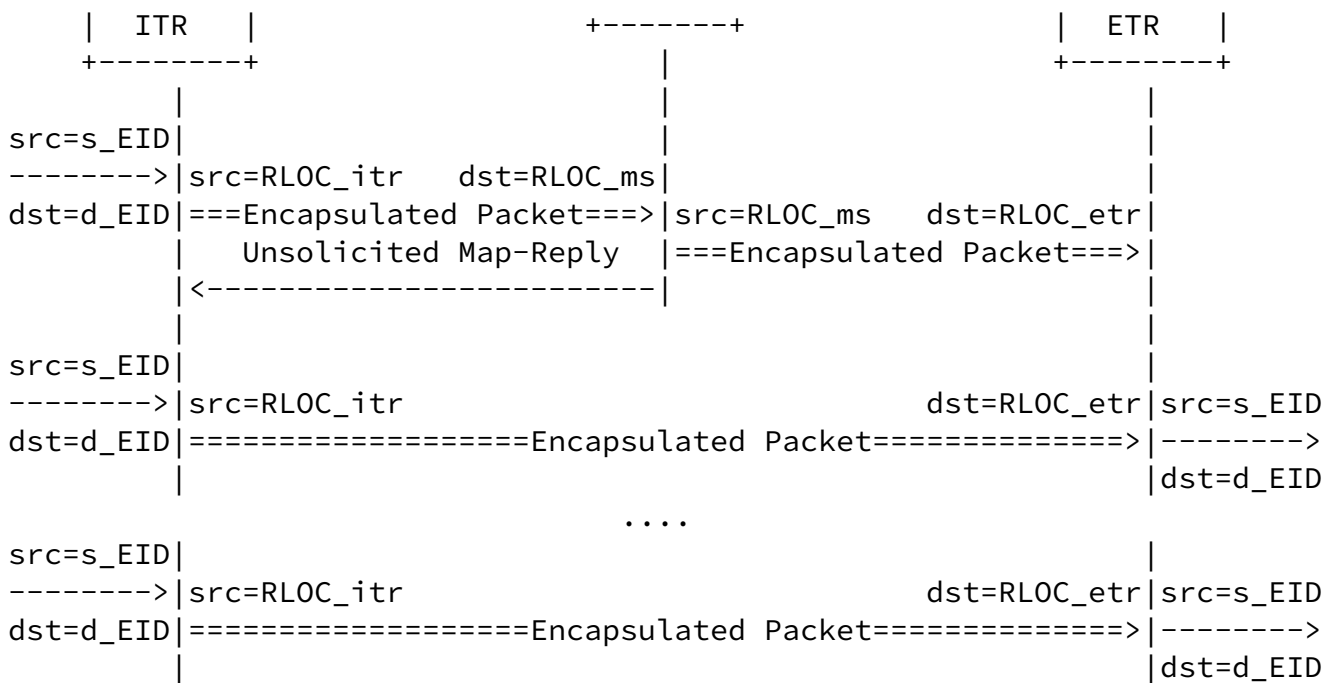 |  ITR   |                    +-------+                   |  ETR   |
    +--------+                        |                       +--------+
         |                            |                            |
src=s_EID|                            |                            |
-------->|src=RLOC_itr   dst=RLOC_ms|                            |
dst=d_EID|===Encapsulated Packet===>|src=RLOC_ms   dst=RLOC_etr|
         |   Unsolicited Map-Reply  |===Encapsulated Packet===>|
         |<--------------------------|                            |
         |                                                         |
src=s_EID|                                                         |
-------->|src=RLOC_itr                               dst=RLOC_etr|src=s_EID
dst=d_EID|===================Encapsulated Packet==============>|-------->
         |                                                         |dst=d_EID
                                    ....
src=s_EID|                                                         |
-------->|src=RLOC_itr                               dst=RLOC_etr|src=s_EID
dst=d_EID|===================Encapsulated Packet==============>|-------->
         |                                                         |dst=d_EID